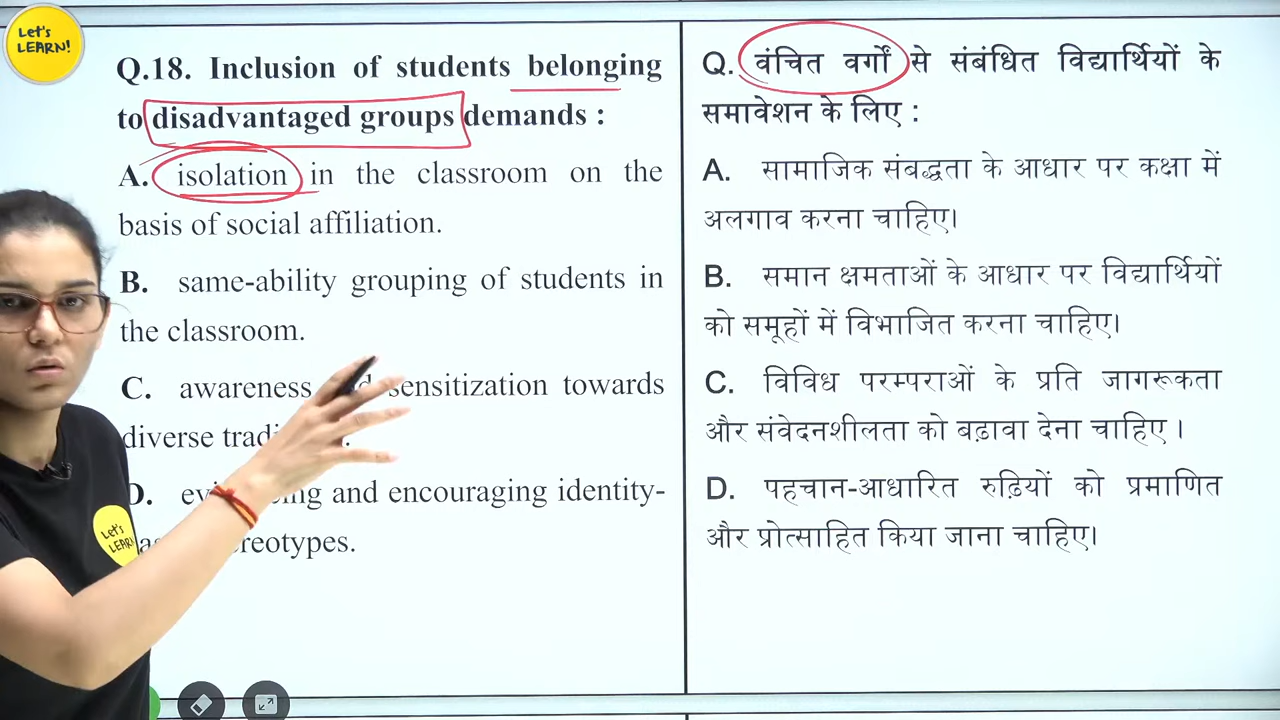 Let's
LEARN!
Q.18. Inclusion of students belonging
to disadvantaged groups demands :
A. isolation in the classroom on the
basis of social affiliation.
B. same-ability grouping of students in
the classroom.
C. awareness sensitization towards
diverse
D. and encouraging identity-
Q. वंचित वर्गों से संबंधित विद्यार्थियों के
समावेशन के लिए :
A. सामाजिक संबद्धता के आधार पर कक्षा में
अलगाव करना चाहिए।
B. समान क्षमताओं के आधार पर विद्यार्थियों
को समूहों में विभाजित करना चाहिए।
C. विविध परम्पराओं के प्रति जागरूकता
और संवेदनशीलता को बढ़ावा देना चाहिए ।
D. पहचान-आधारित रुढ़ियों को प्रमाणित
और प्रोत्साहित किया जाना चाहिए।
Let's
LEARN